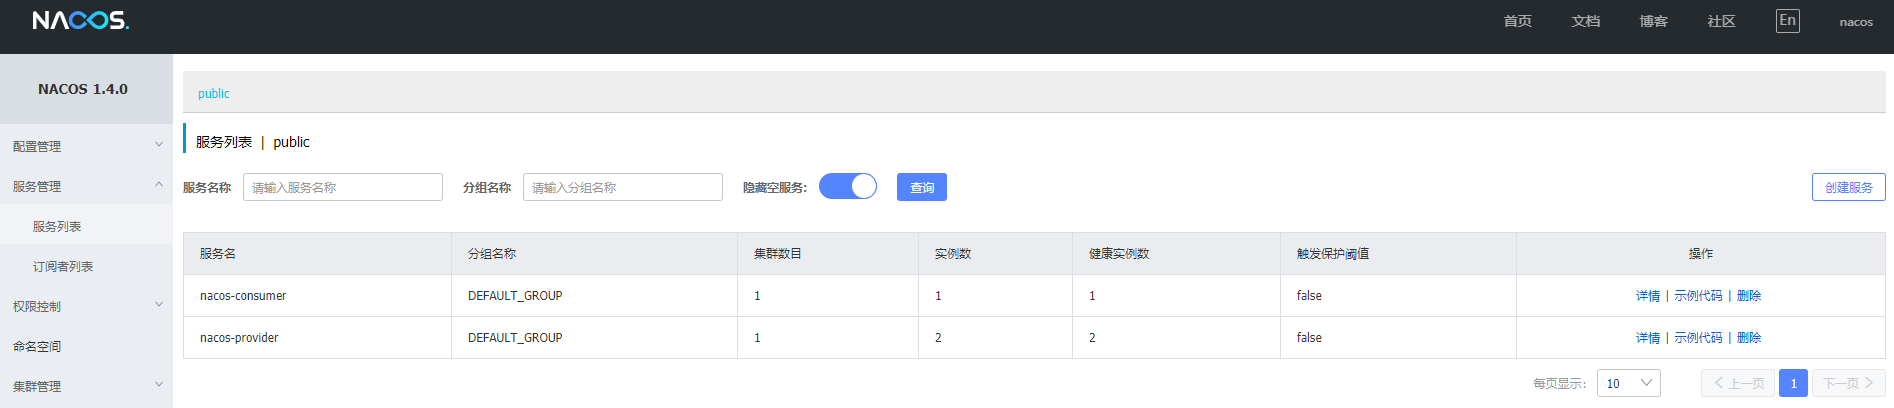 NACOS. 首页 文档 博客 社区 En nacos
NACOS 1.4.0
配置管理
服务管理
服务列表
订阅者列表
权限控制
命名空间
集群管理
public
服务列表 | public
服务名称 请输入服务名称 分组名称 请输入分组名称 隐藏空服务: 查询 创建服务
服务名 分组名称 集群数目 实例数 健康实例数 触发保护阈值 操作
nacos-consumer DEFAULT_GROUP 1 1 1 false 详情 | 示例代码 | 删除
nacos-provider DEFAULT_GROUP 1 2 2 false 详情 | 示例代码 | 删除
每页显示: 10 上一页 1 下一页